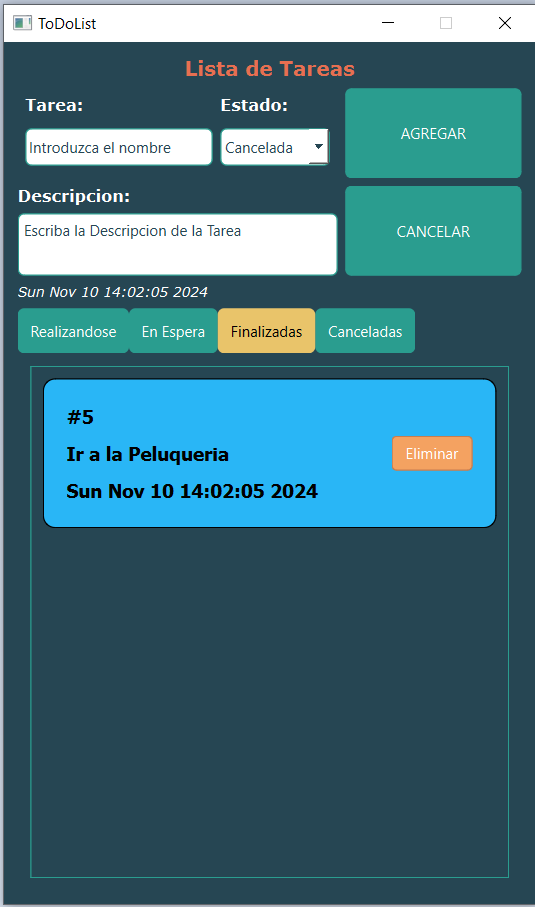 ToDoList
Lista de Tareas
Tarea:
Estado:
Introduzca el nombre
Cancelada
AGREGAR
Descripcion:
Escriba la Descripcion de la Tarea
CANCELAR
Sun Nov 10 14:02:05 2024
Realizandose
En Espera
Finalizadas
Canceladas
#5
Ir a la Peluqueria
Sun Nov 10 14:02:05 2024
Eliminar